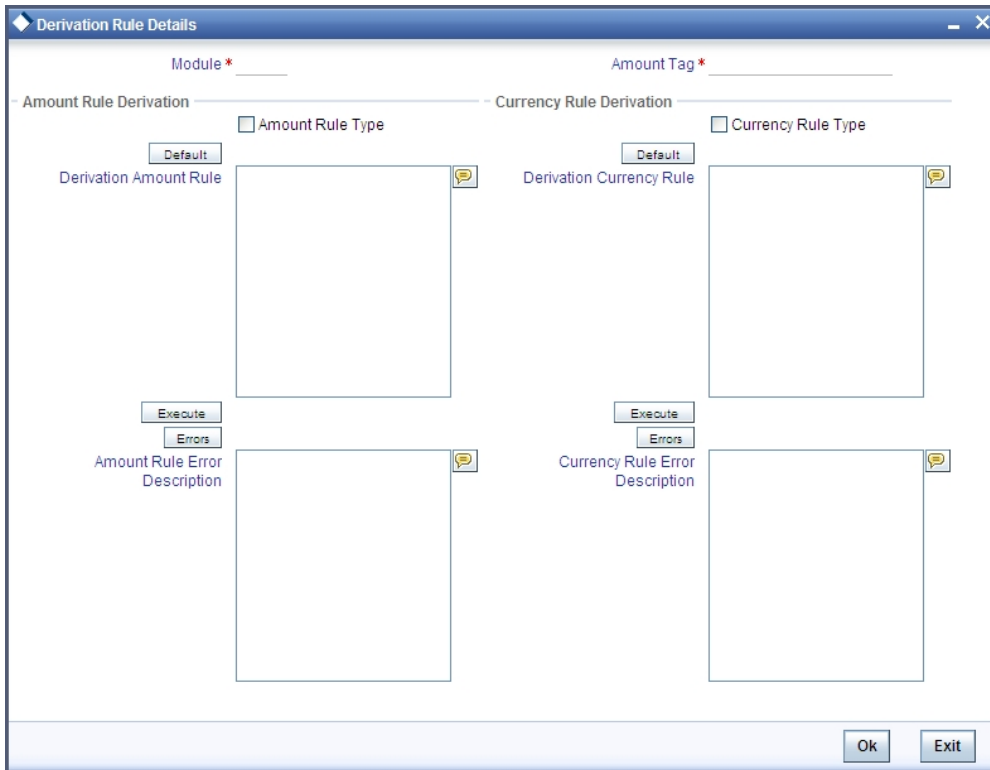 Derivation Rule Details
Module *
Amount Tag *
Amount Rule Derivation
Currency Rule Derivation
Amount Rule Type
Currency Rule Type
Default
Default
Derivation Amount Rule
Derivation Currency Rule
Execute
Execute
Errors
Errors
Amount Rule Error
Description
Currency Rule Error
Description
Ok
Exit